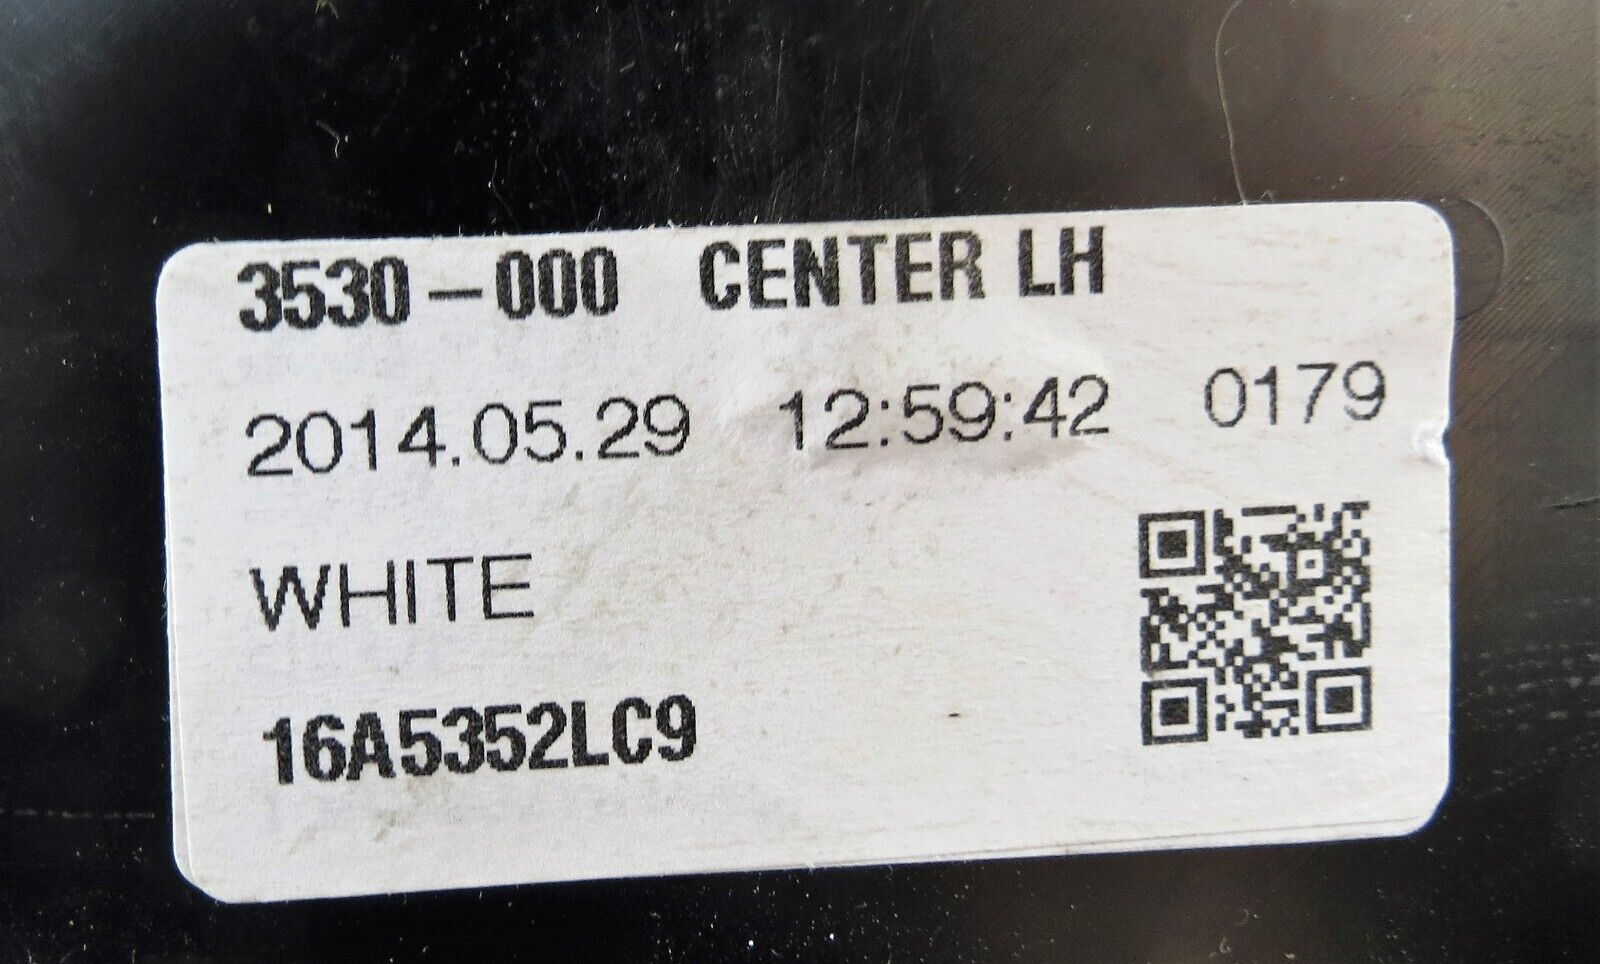 3530-000 CENTER LH
2014.05.29 12:59:42 0179
WHITE
16A5352LC9